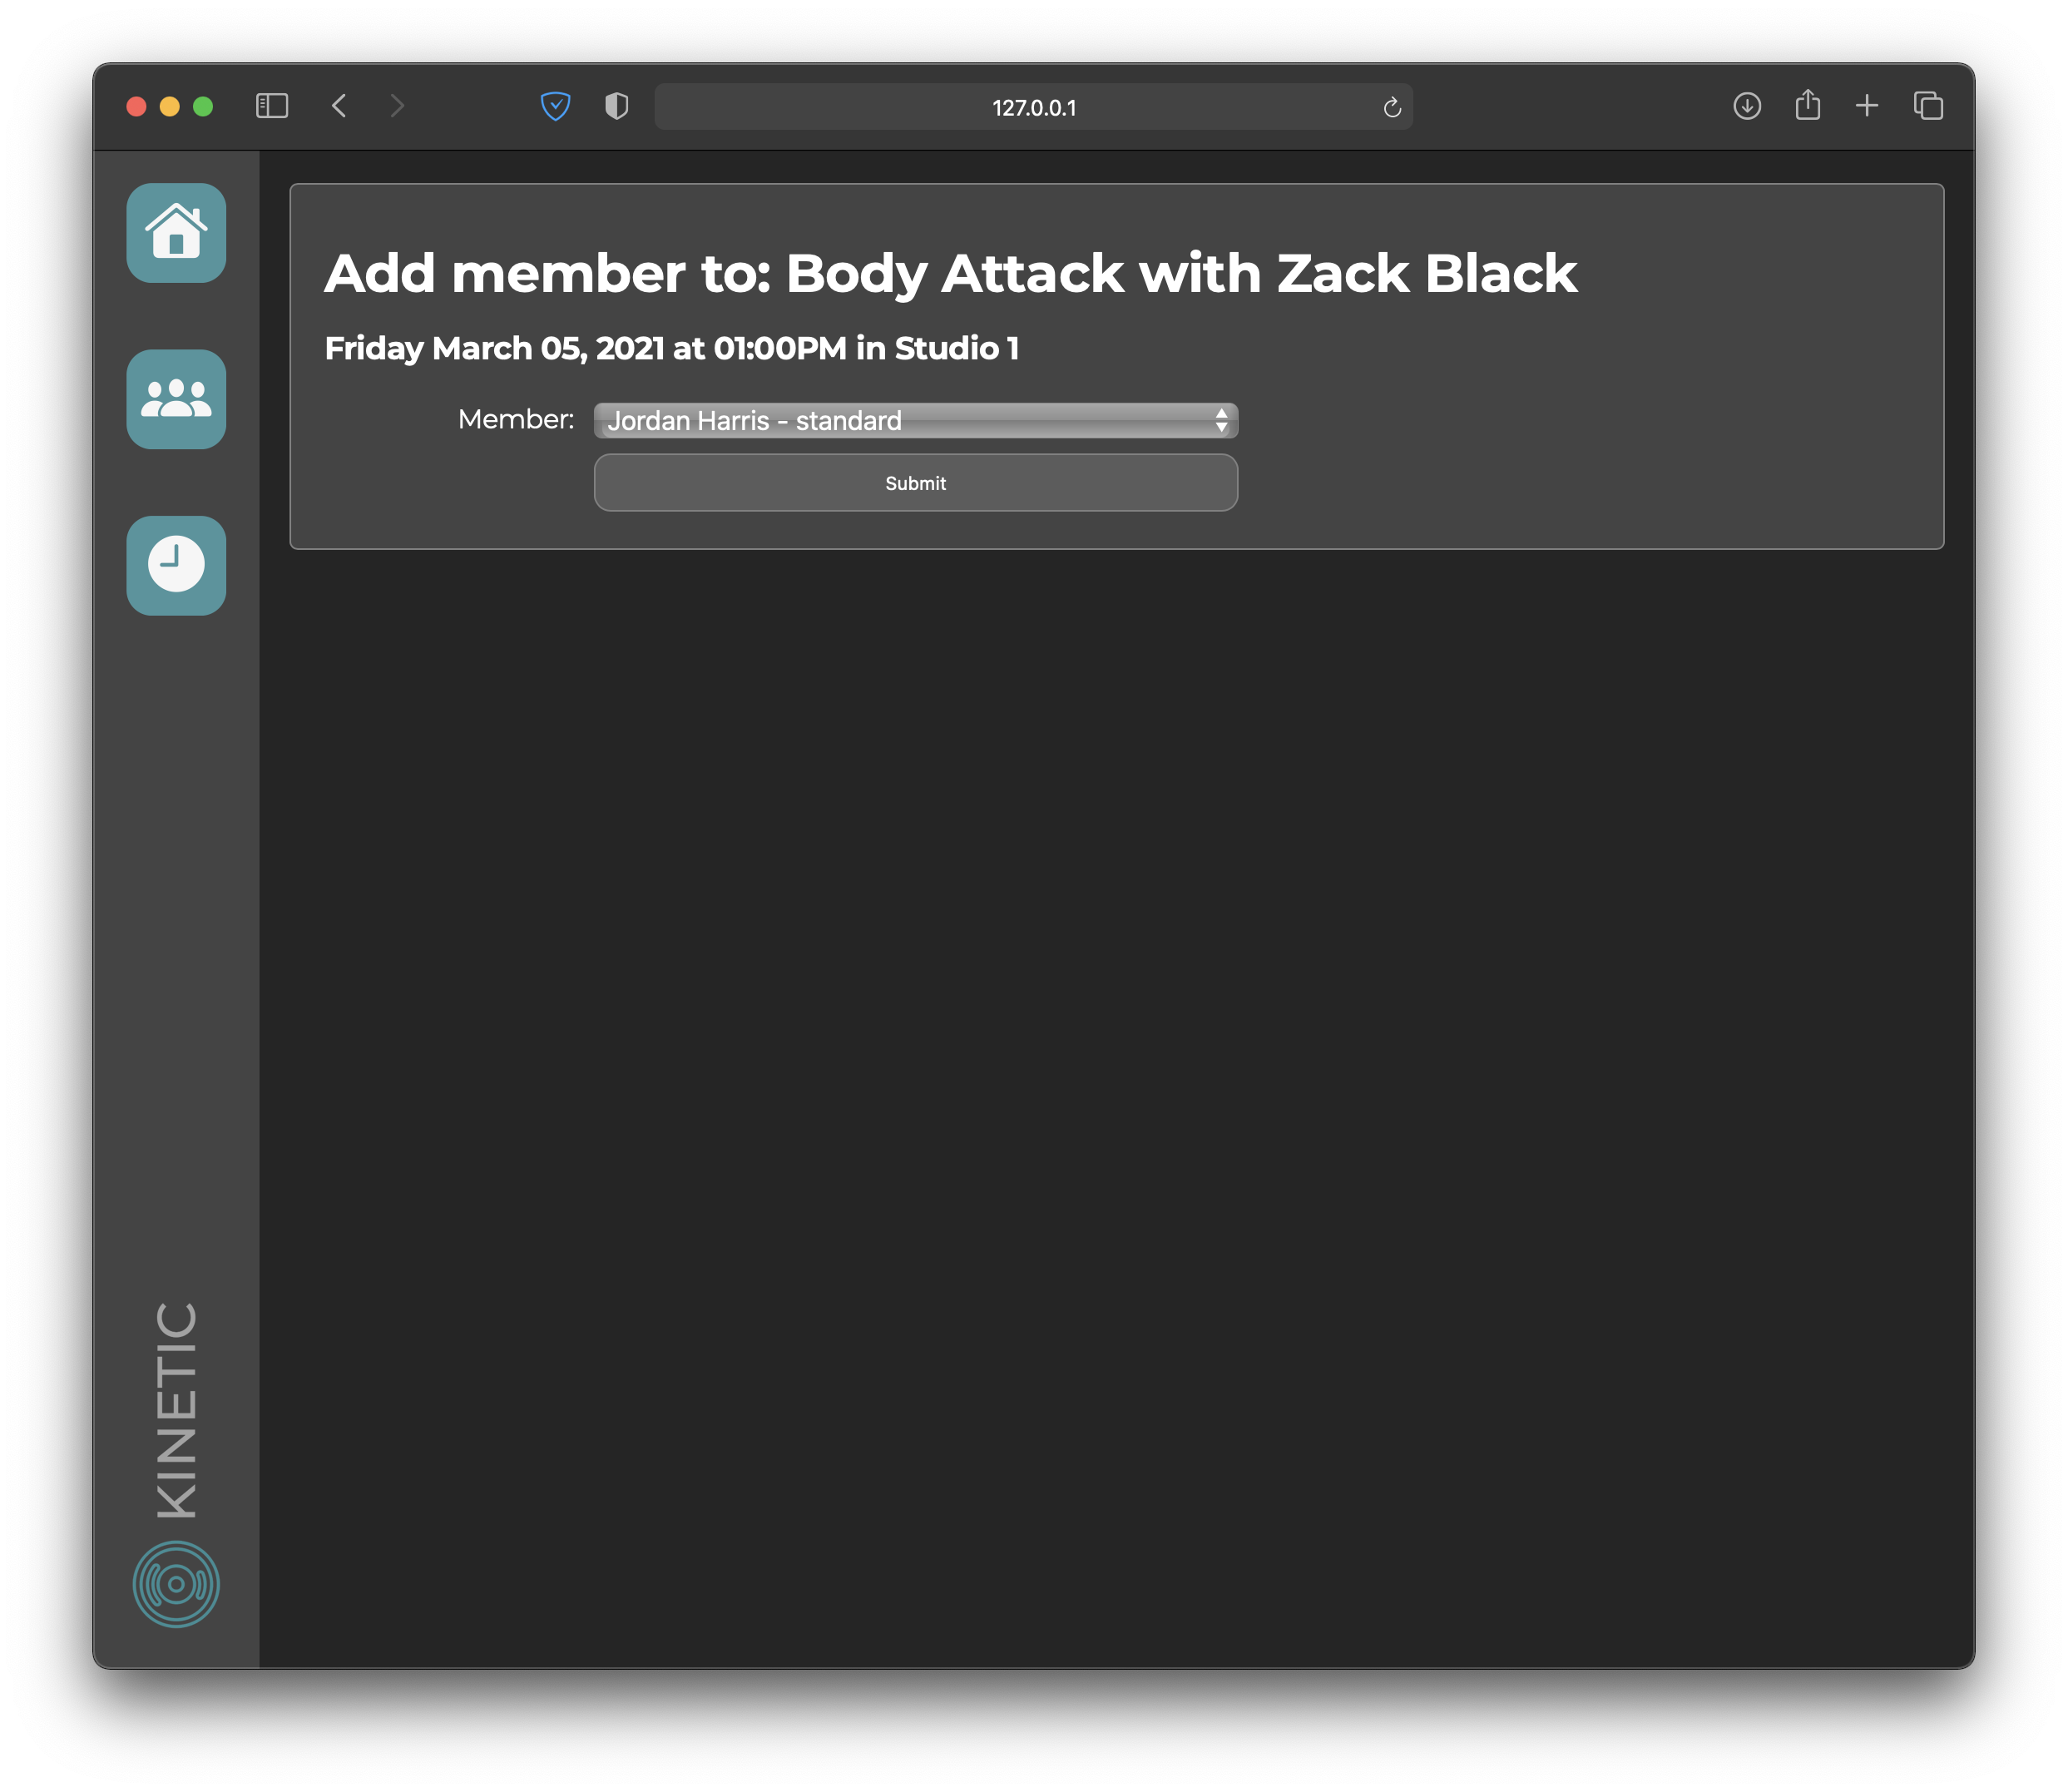 127.0.0.1
Add member to: Body Attack with Zack Black
Friday March 05, 2021 at 01:00PM in Studio 1
Member: Jordan Harris - standard
Submit
KINETIC